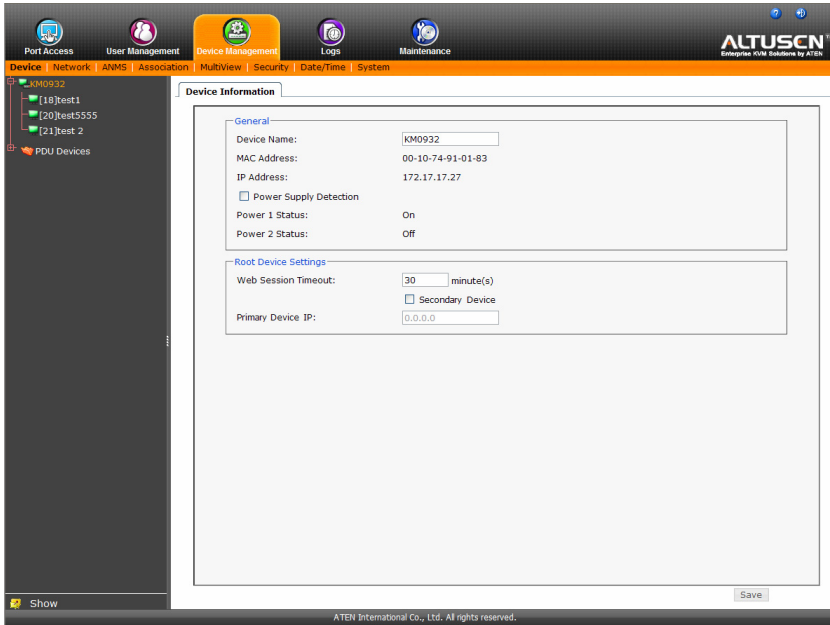 Port Access
User Management
Device Management
Logs
Maintenance
ALTUSEN™
Enterprise KVM Solutions by ATEN
Device | Network | ANMS | Association | MultiView | Security | Date/Time | System
KM0932
[18]test1
[20]test5555
[21]test 2
PDU Devices
Device Information
General
Device Name: KM0932
MAC Address: 00-10-74-91-01-83
IP Address: 172.17.17.27
Power Supply Detection
Power 1 Status: On
Power 2 Status: Off
Root Device Settings
Web Session Timeout: 30 minute(s)
Secondary Device
Primary Device IP: 0.0.0.0
Save
Show
ATEN International Co., Ltd. All rights reserved.